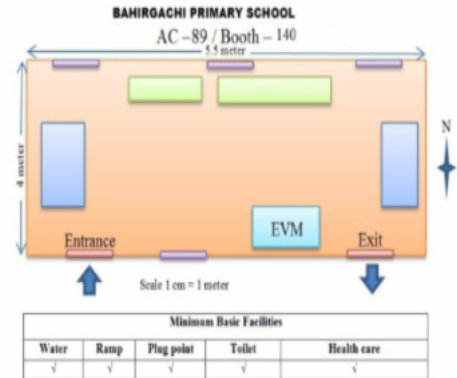 BAHIRGACHI PRIMARY SCHOOL
AC –89 / Booth – 140
5.5 meter
4 meter
N
EVM
Entrance
Exit
Scale 1 cm = 1 meter
Minimum Basic Facilities
Water Ramp Plug point Toilet Health care
√ √ √ √ √